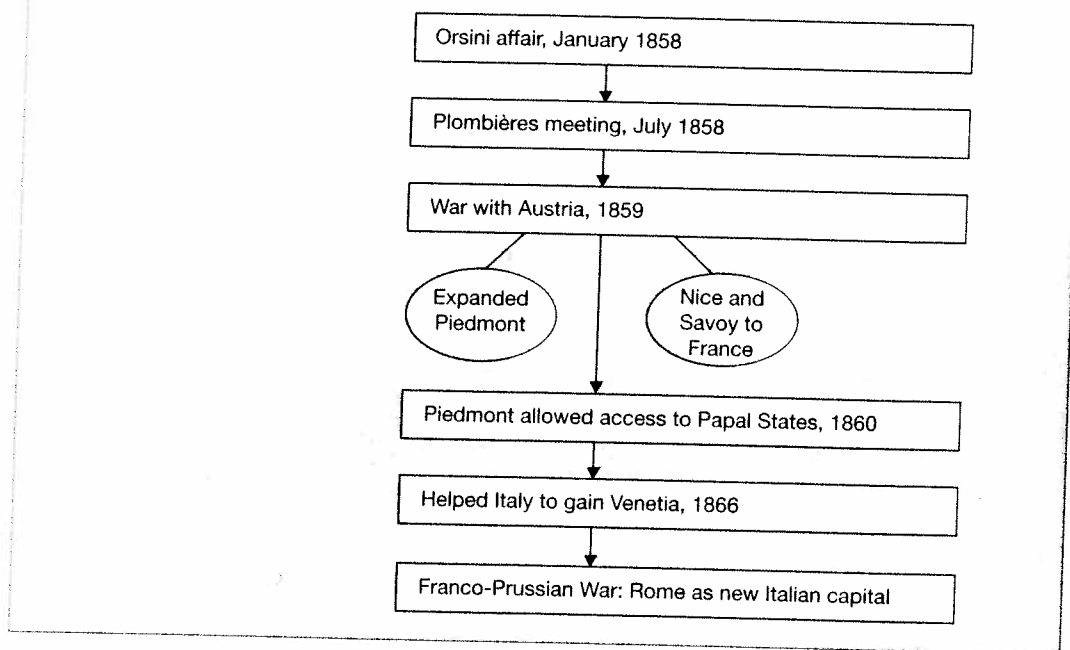 Orsini affair, January 1858
Plombières meeting, July 1858
War with Austria, 1859
Expanded
Piedmont
Nice and
Savoy to
France
Piedmont allowed access to Papal States, 1860
Helped Italy to gain Venetia, 1866
Franco-Prussian War: Rome as new Italian capital